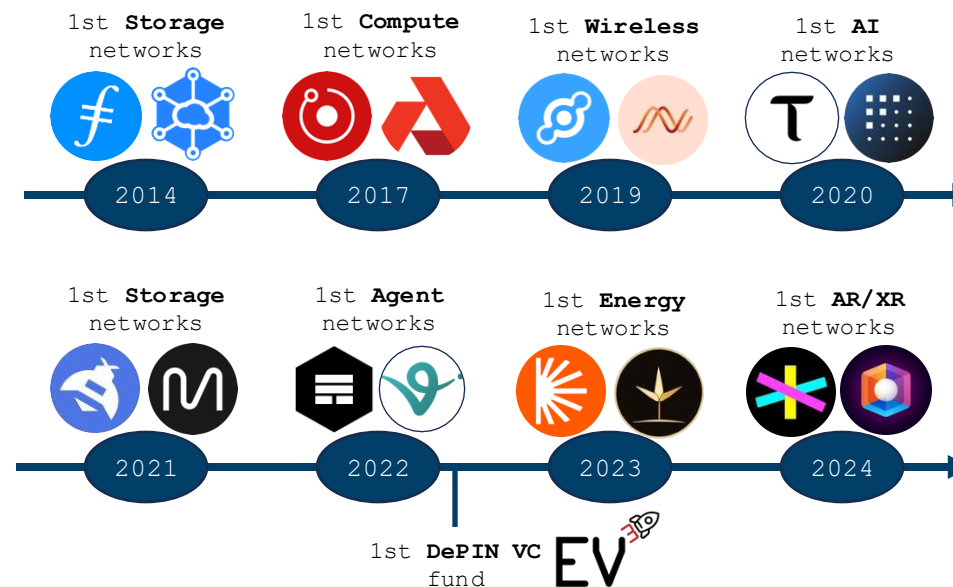 1st Storage
networks
1st Compute
networks
1st Wireless
networks
1st AI
networks
2014
2017
2019
2020
1st Storage
networks
1st Agent
networks
1st Energy
networks
1st AR/XR
networks
2021
2022
2023
2024
1st DePIN VC
fund
EV